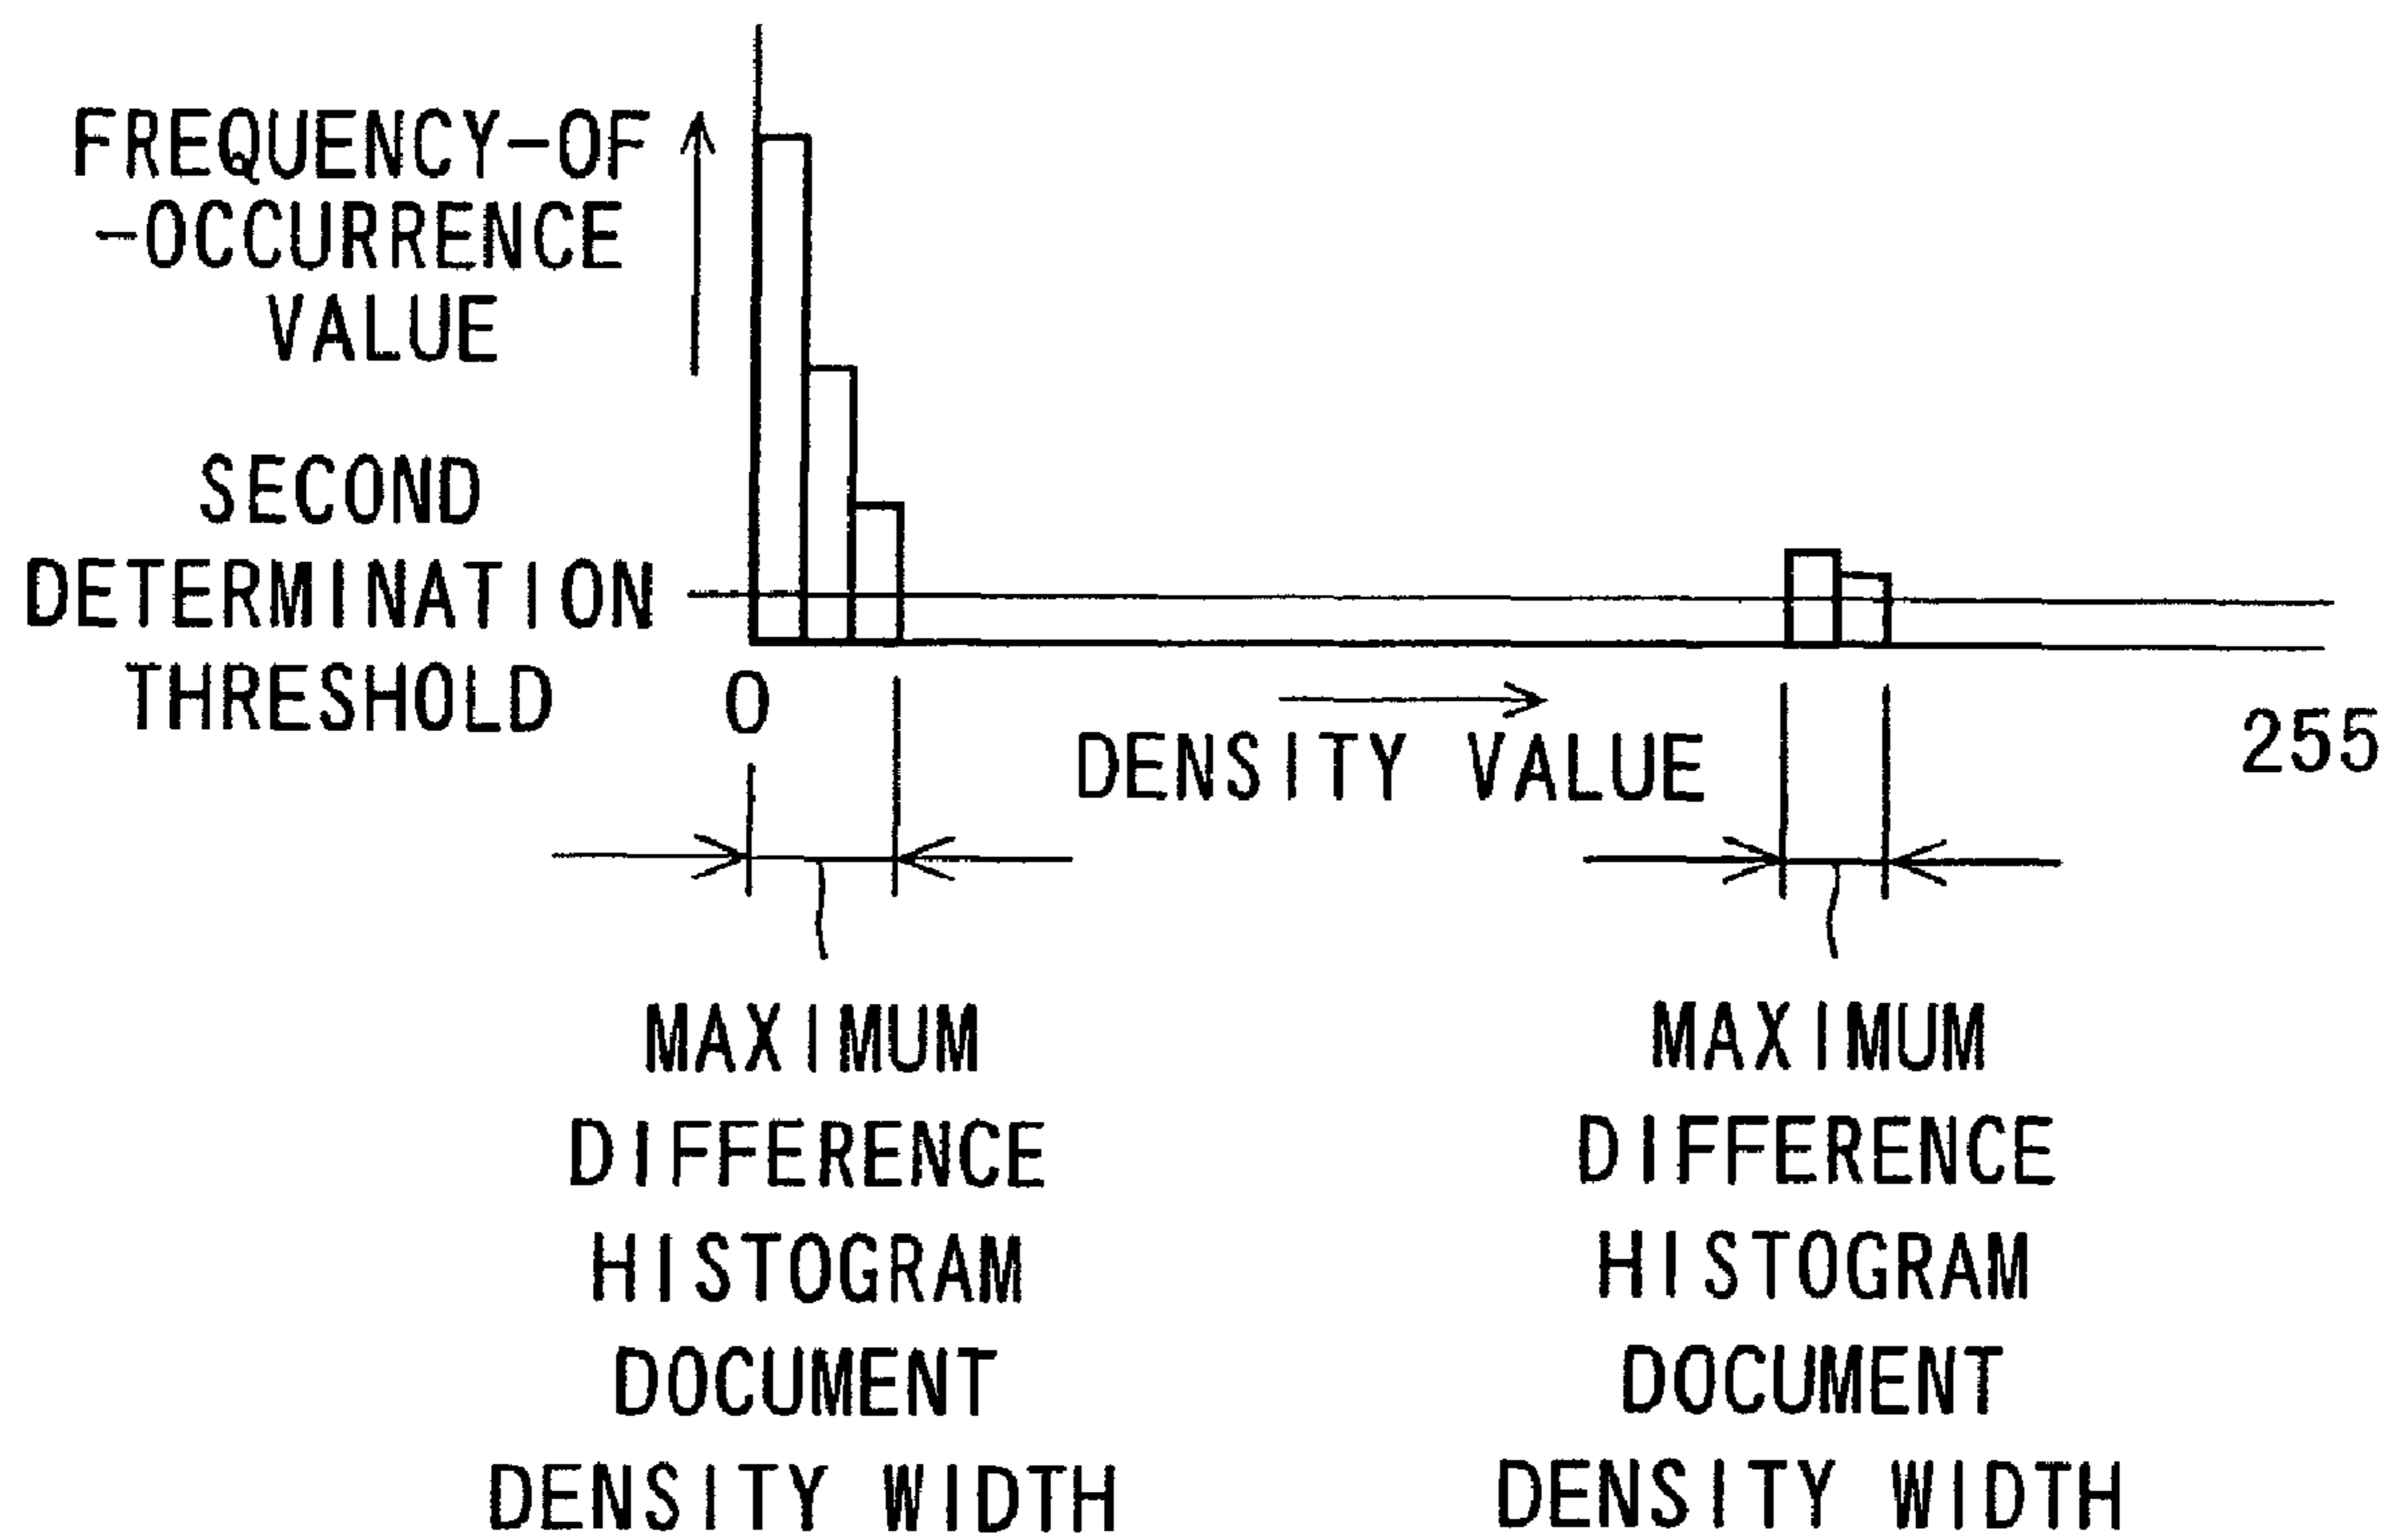 FREQUENCY-OF
-OCCURRENCE
VALUE
SECOND
DETERMINATION
THRESHOLD
0
DENSITY VALUE
255
MAXIMUM
DIFFERENCE
HISTOGRAM
DOCUMENT
DENSITY WIDTH
MAXIMUM
DIFFERENCE
HISTOGRAM
DOCUMENT
DENSITY WIDTH